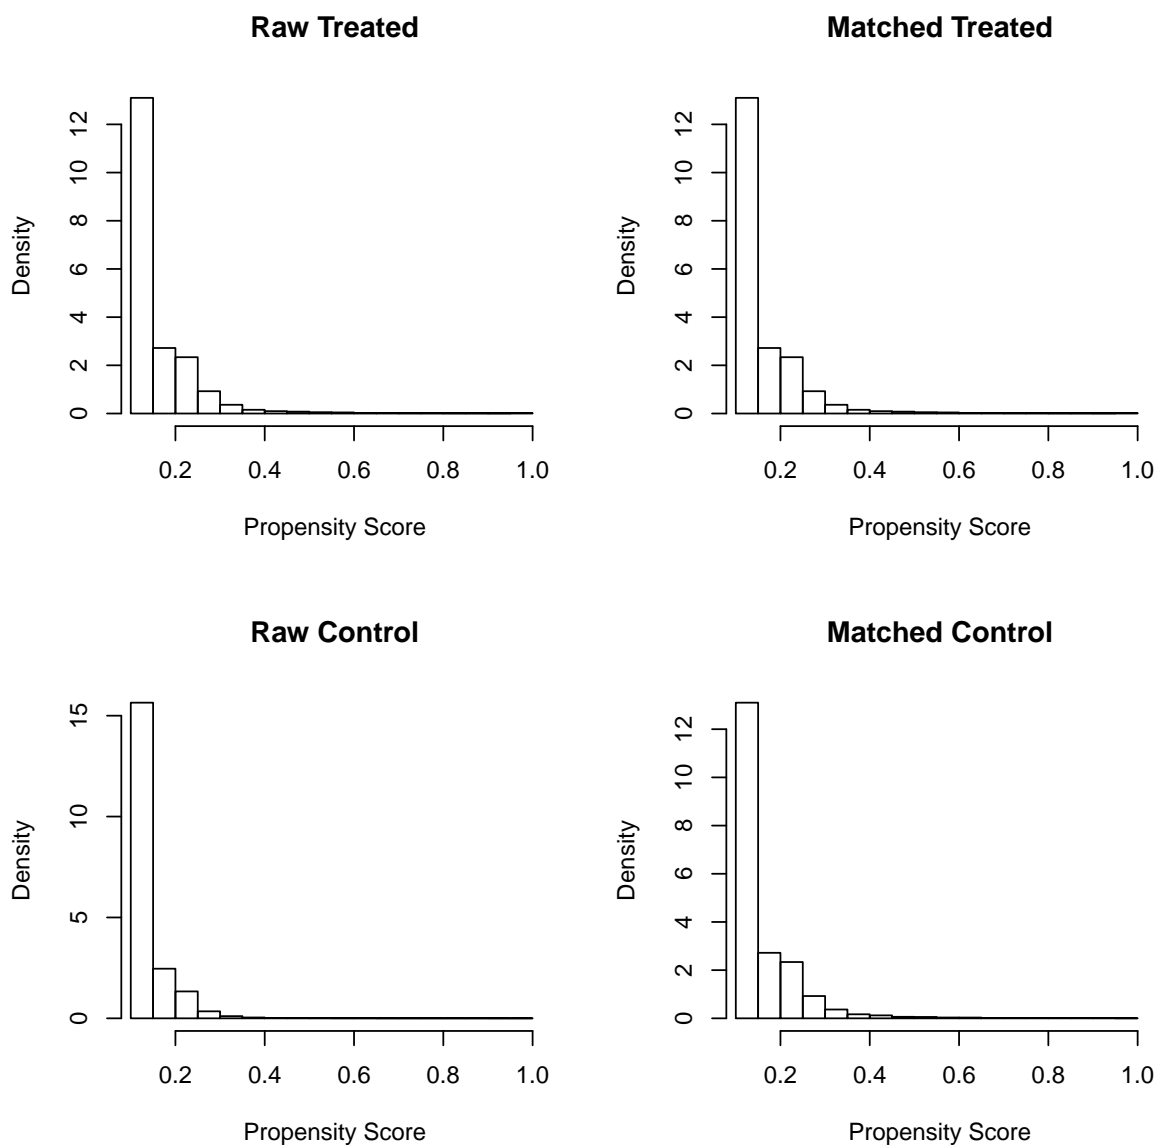 Raw Treated
Density
0 2 4 6 8 10 12
0.2 0.4 0.6 0.8 1.0
Propensity Score
Matched Treated
Density
0 2 4 6 8 10 12
0.2 0.4 0.6 0.8 1.0
Propensity Score
Raw Control
Density
0 5 10 15
0.2 0.4 0.6 0.8 1.0
Propensity Score
Matched Control
Density
0 2 4 6 8 10 12
0.2 0.4 0.6 0.8 1.0
Propensity Score